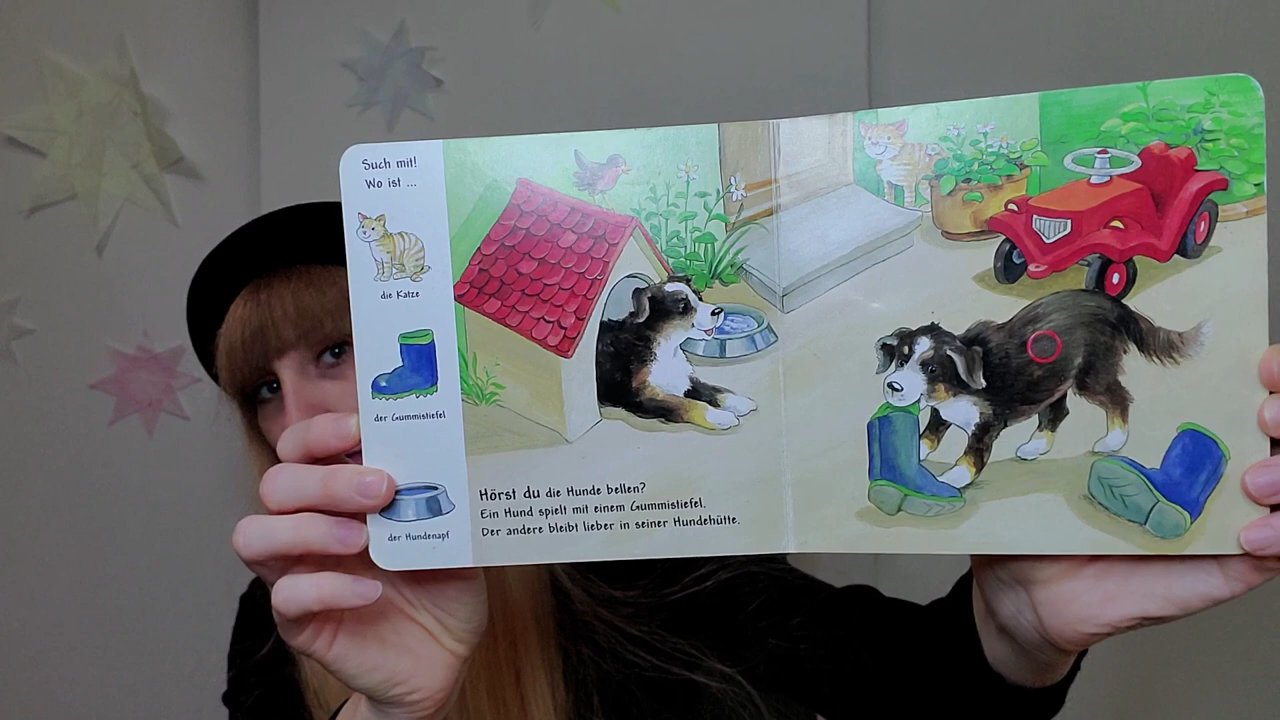 Such mit!
Wo ist ...
die Katze
der Gummistiefel
der Hundenapf
Hörst du die Hunde bellen?
Ein Hund spielt mit einem Gummistiefel.
Der andere bleibt lieber in seiner Hundehütte.